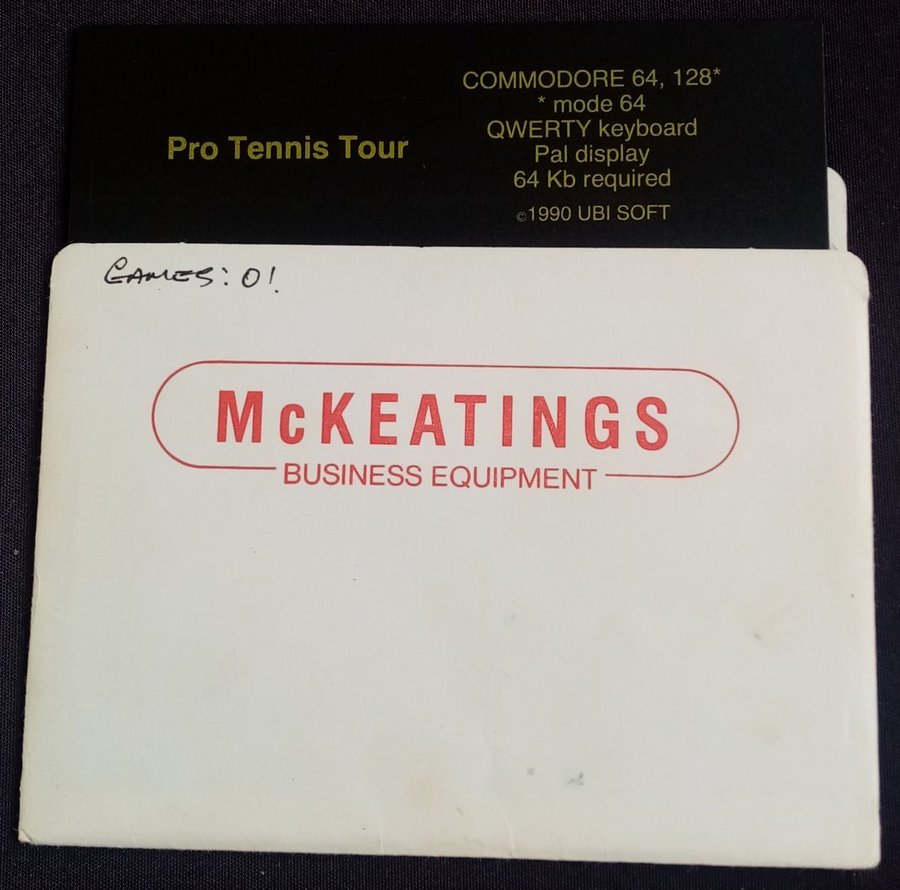 Pro Tennis Tour
COMMODORE 64, 128*
* mode 64
QWERTY keyboard
Pal display
64 Kb required
©1990 UBI SOFT
GAMES: 01
McKEATINGS
BUSINESS EQUIPMENT